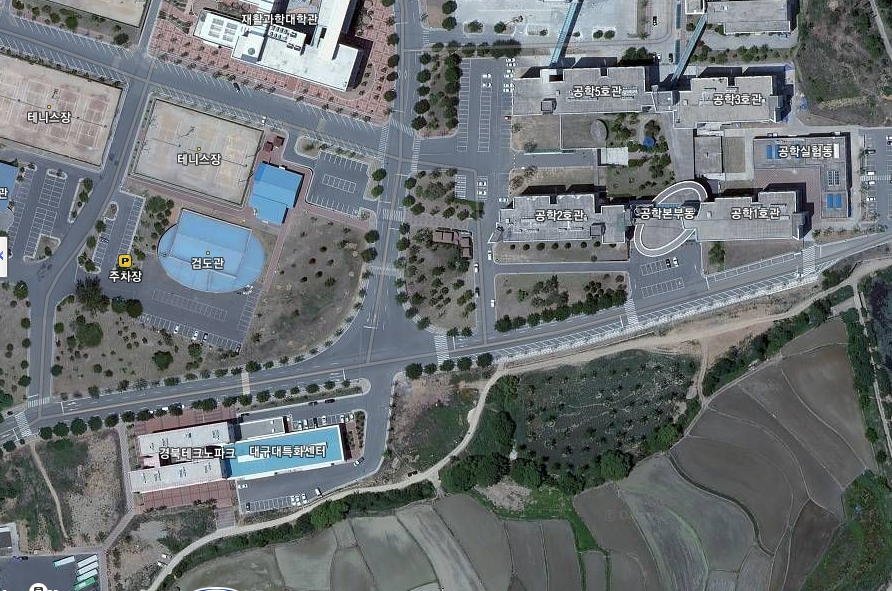 재활과학대학관
공학5호관
공학3호관
테니스장
테니스장
공학실험동
관
공학2호관
공학본부동
공학1호관
P
검도관
주차장
경북테크노파크
대구대특화센터